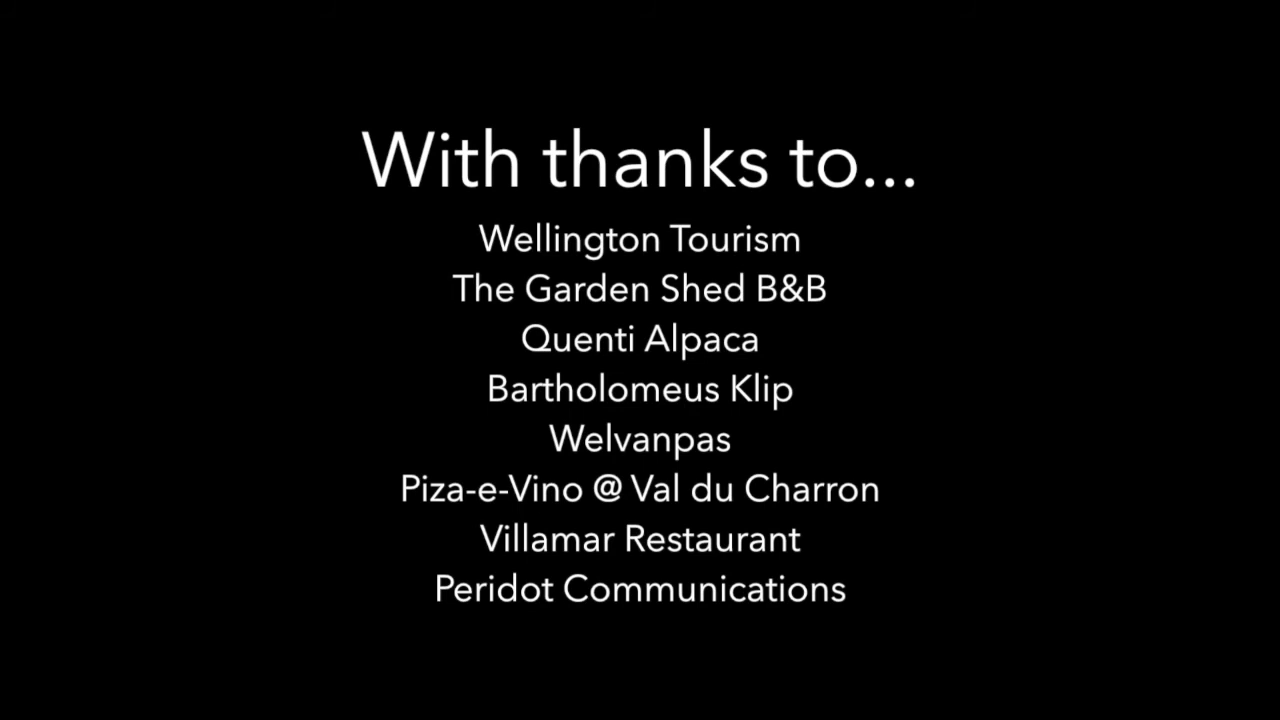 With thanks to...
Wellington Tourism
The Garden Shed B&B
Quenti Alpaca
Bartholomeus Klip
Welvanpas
Piza-e-Vino @ Val du Charron
Villamar Restaurant
Peridot Communications